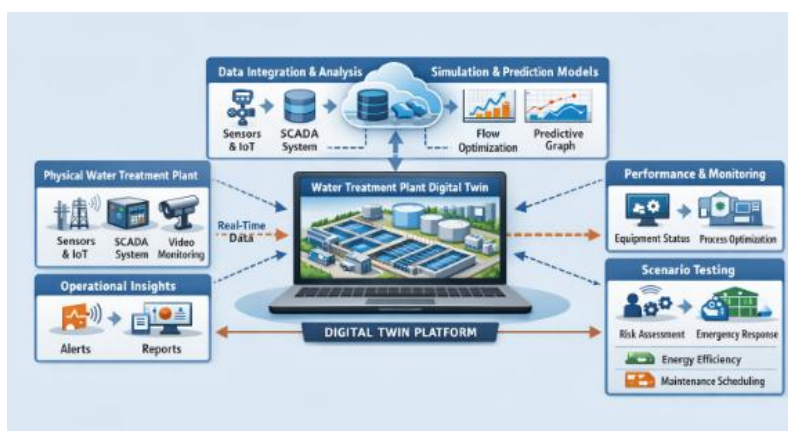 Data Integration & Analysis
Simulation & Prediction Models
Sensors
& IoT
SCADA
System
Flow
Optimization
Predictive
Graph
Physical Water Treatment Plant
Sensors
& IoT
SCADA
System
Video
Monitoring
Real-Time
Data
Water Treatment Plant Digital Twin
Performance & Monitoring
Equipment Status
Process Optimization
Operational Insights
Alerts
Reports
DIGITAL TWIN PLATFORM
Scenario Testing
Risk Assessment
Emergency Response
Energy Efficiency
Maintenance Scheduling